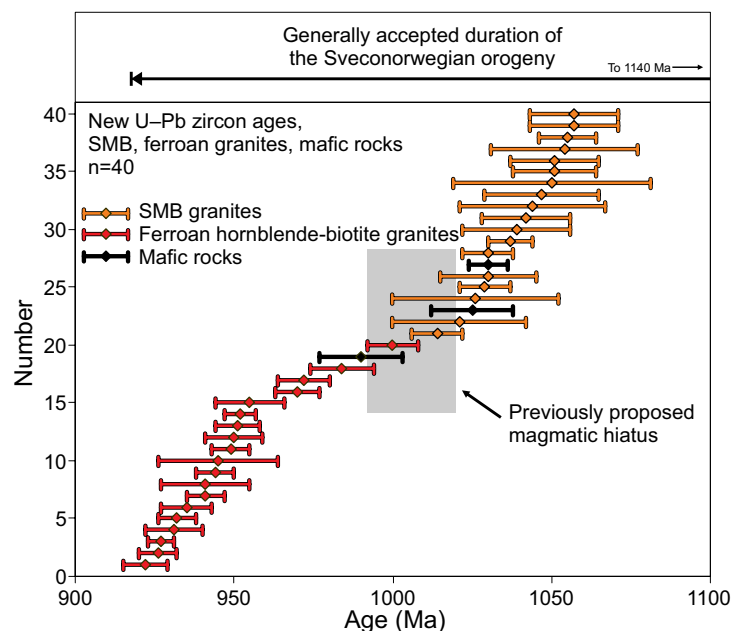 Generally accepted duration of
the Sveconorwegian orogeny
To 1140 Ma
New U–Pb zircon ages,
SMB, ferroan granites, mafic rocks
n=40
SMB granites
Ferroan hornblende-biotite granites
Mafic rocks
Previously proposed
magmatic hiatus
Number
40
35
30
25
20
15
10
5
0
900
950
1000
1050
1100
Age (Ma)